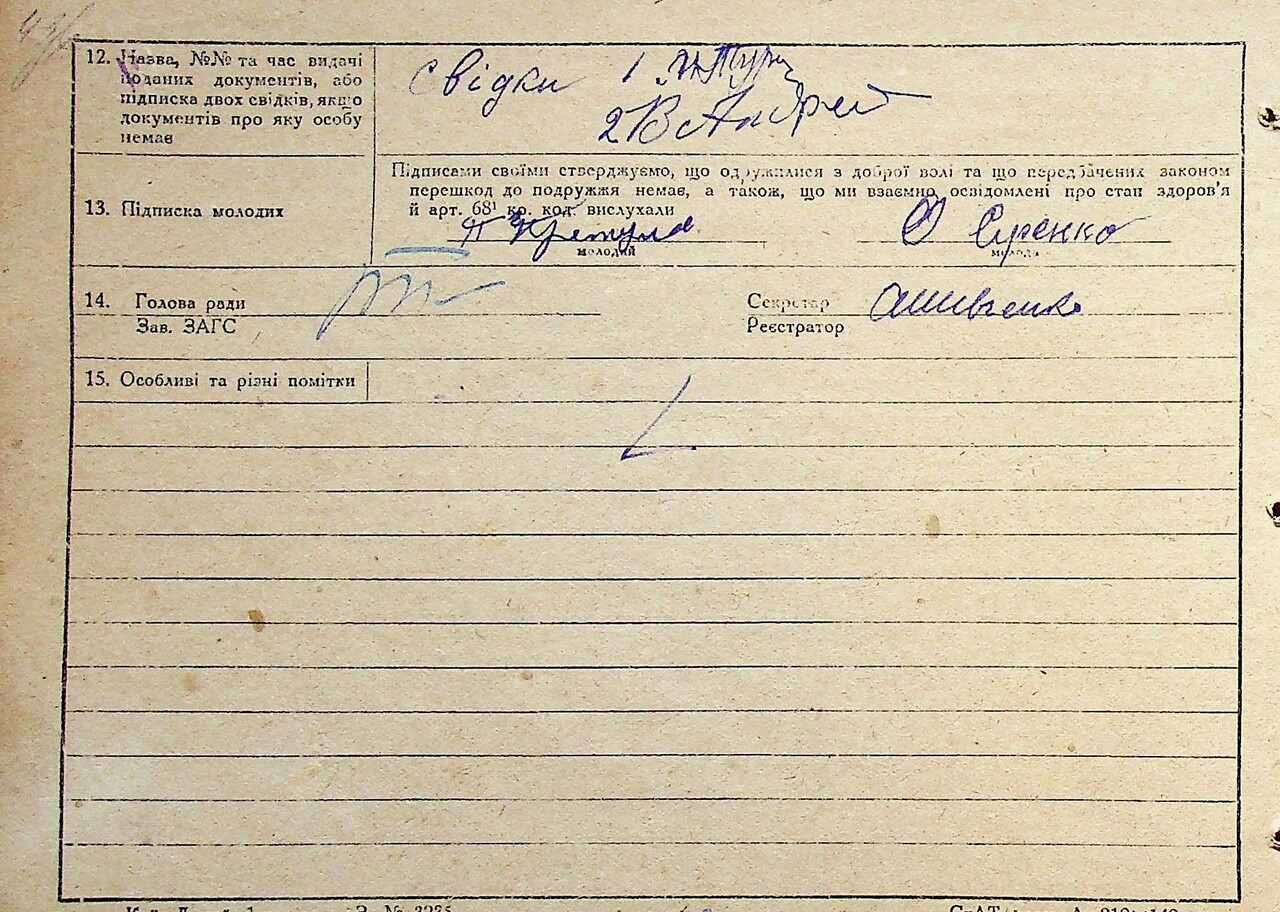 12. Назва, №№ та час видачі
поданих документів, або
підписка двох свідків, якщо
документів про яку особу
немає
Свідки 1
2 В Андрей
13. Підписка молодих
Підписами своїми стверджуємо, що одружилися з доброї волі та що передбачених законом
перешкод до подружжя немає, а також, що ми взаємно освідомлені про стан здоров'я
й арт. 68¹ кр. код. вислухали
молодий
О
молода
14. Голова ради
Зав. ЗАГС
Секретар
Реєстратор
15. Особливі та різні помітки